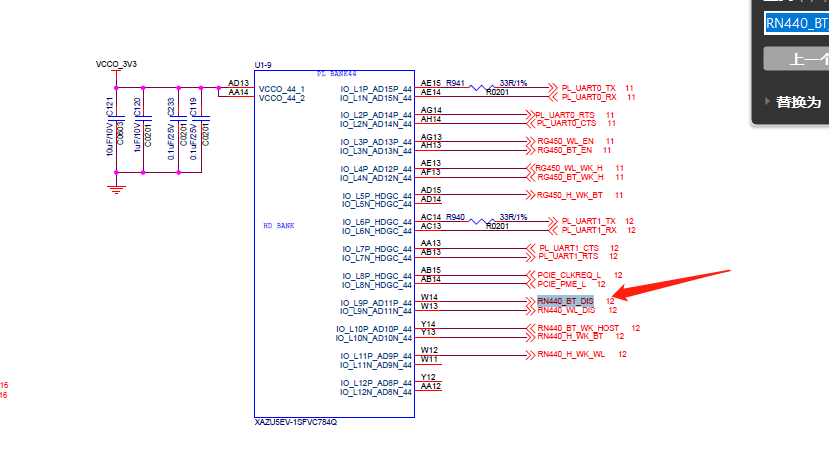 RN440_BT_
上一个
替换为
VCCO_3V3
U1-9
PL BANK44
AD13 VCCO_44_1
AA14 VCCO_44_2
C121 10uF/10V C0603
C120 1uF/10V C0201
C233 0.1uF/25V C0201
C119 0.1uF/25V C0201
HD BANK
IO_L1P_AD15P_44 AE15 R941 33R/1% PL_UART0_TX 11
IO_L1N_AD15N_44 AE14 R0201 PL_UART0_RX 11
IO_L2P_AD14P_44 AG14 PL_UART0_RTS 11
IO_L2N_AD14N_44 AH14 PL_UART0_CTS 11
IO_L3P_AD13P_44 AG13 RG450_WL_EN 11
IO_L3N_AD13N_44 AH13 RG450_BT_EN 11
IO_L4P_AD12P_44 AE13 RG450_WL_WK_H 11
IO_L4N_AD12N_44 AF13 RG450_BT_WK_H 11
IO_L5P_HDGC_44 AD15 RG450_H_WK_BT 11
IO_L5N_HDGC_44 AD14
IO_L6P_HDGC_44 AC14 R940 33R/1% PL_UART1_TX 12
IO_L6N_HDGC_44 AC13 R0201 PL_UART1_RX 12
IO_L7P_HDGC_44 AA13 PL_UART1_CTS 12
IO_L7N_HDGC_44 AB13 PL_UART1_RTS 12
IO_L8P_HDGC_44 AB15 PCIE_CLKREQ_L 12
IO_L8N_HDGC_44 AB14 PCIE_PME_L 12
IO_L9P_AD11P_44 W14 RN440_BT_DIS 12
IO_L9N_AD11N_44 W13 RN440_WL_DIS 12
IO_L10P_AD10P_44 Y14 RN440_BT_WK_HOST 12
IO_L10N_AD10N_44 Y13 RN440_H_WK_BT 12
IO_L11P_AD9P_44 W12 RN440_H_WK_WL 12
IO_L11N_AD9N_44 W11
IO_L12P_AD8P_44 Y12
IO_L12N_AD8N_44 AA12
16
16
XAZU5EV-1SFVC784Q